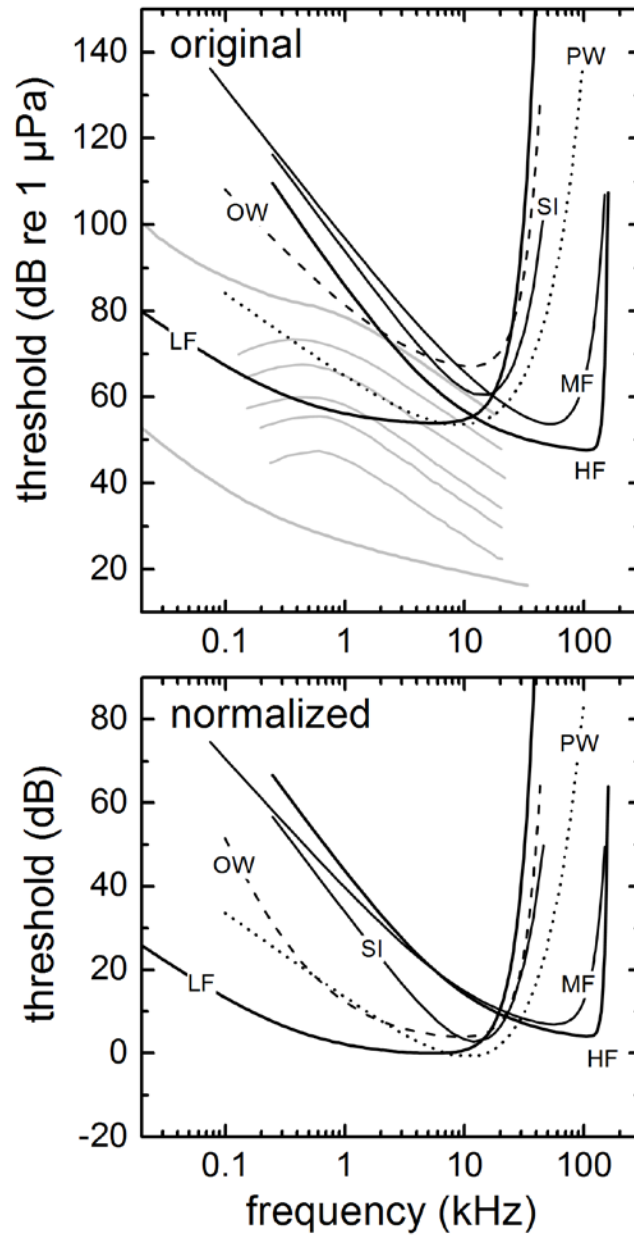 original
threshold (dB re 1 μPa)
150
140
120
100
80
60
40
20
PW
OW
SI
LF
MF
HF
0.1 1 10 100
normalized
threshold (dB)
80
60
40
20
0
-20
PW
OW
SI
LF
MF
HF
0.1 1 10 100
frequency (kHz)